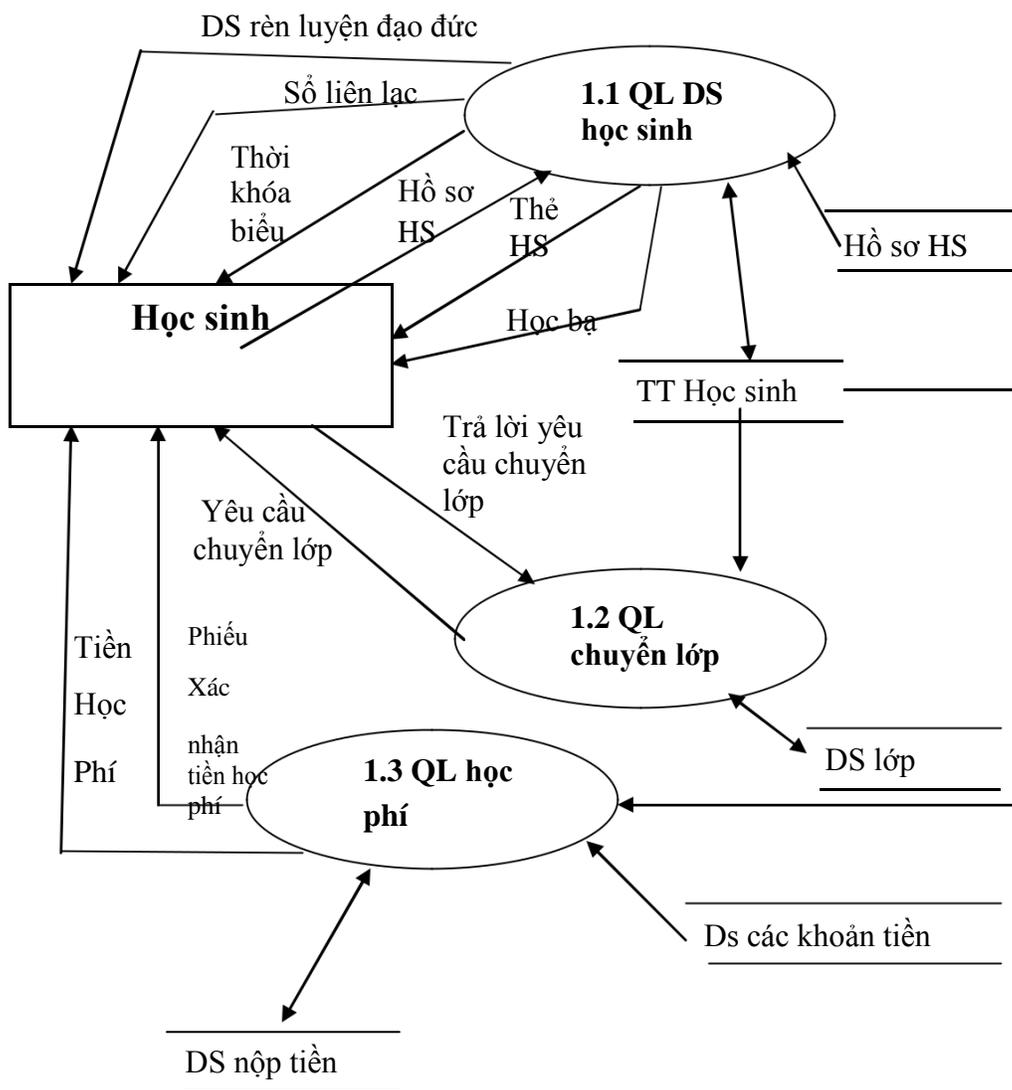 DS rèn luyện đạo đức
Sổ liên lạc
1.1 QL DS
học sinh
Thời
khóa
biểu
Hồ sơ
HS
Thẻ
HS
Hồ sơ HS
Học sinh
Học bạ
TT Học sinh
Trả lời yêu
cầu chuyển
lớp
Yêu cầu
chuyển lớp
1.2 QL
chuyển lớp
Tiền
Học
Phí
Phiếu
Xác
nhận
tiền học
phí
1.3 QL học
phí
DS lớp
Ds các khoản tiền
DS nộp tiền